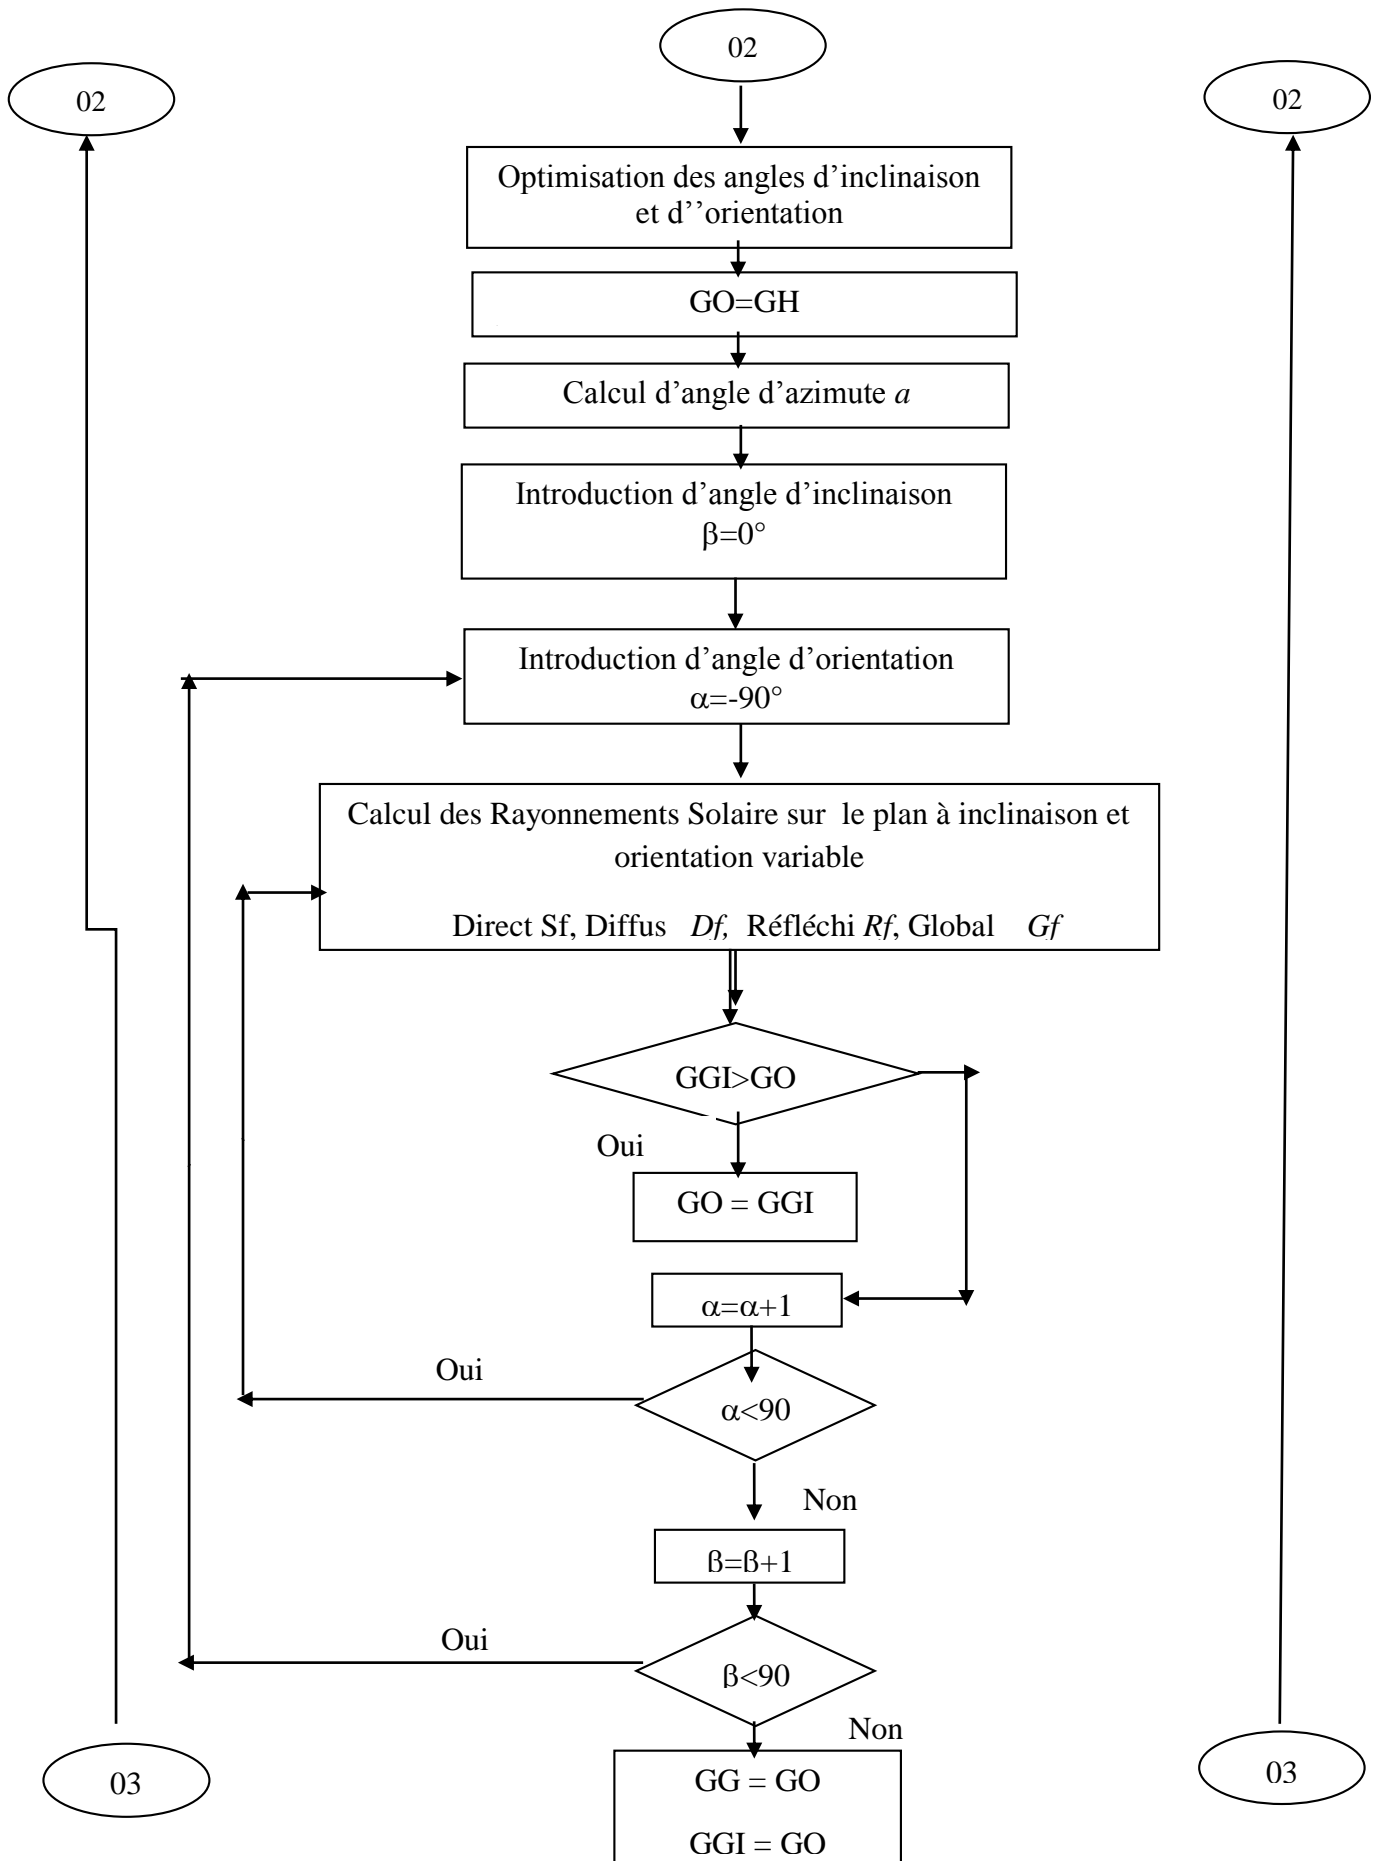 02
02
02
Optimisation des angles d’inclinaison
et d’’orientation
GO=GH
Calcul d’angle d’azimute a
Introduction d’angle d’inclinaison
β=0°
Introduction d’angle d’orientation
α=-90°
Calcul des Rayonnements Solaire sur le plan à inclinaison et
orientation variable
Direct Sf, Diffus Df, Réfléchi Rf, Global Gf
GGI>GO
Oui
GO = GGI
α=α+1
Oui
α<90
Non
ß=ß+1
Oui
β<90
Non
GG = GO
03
03
GGI = GO